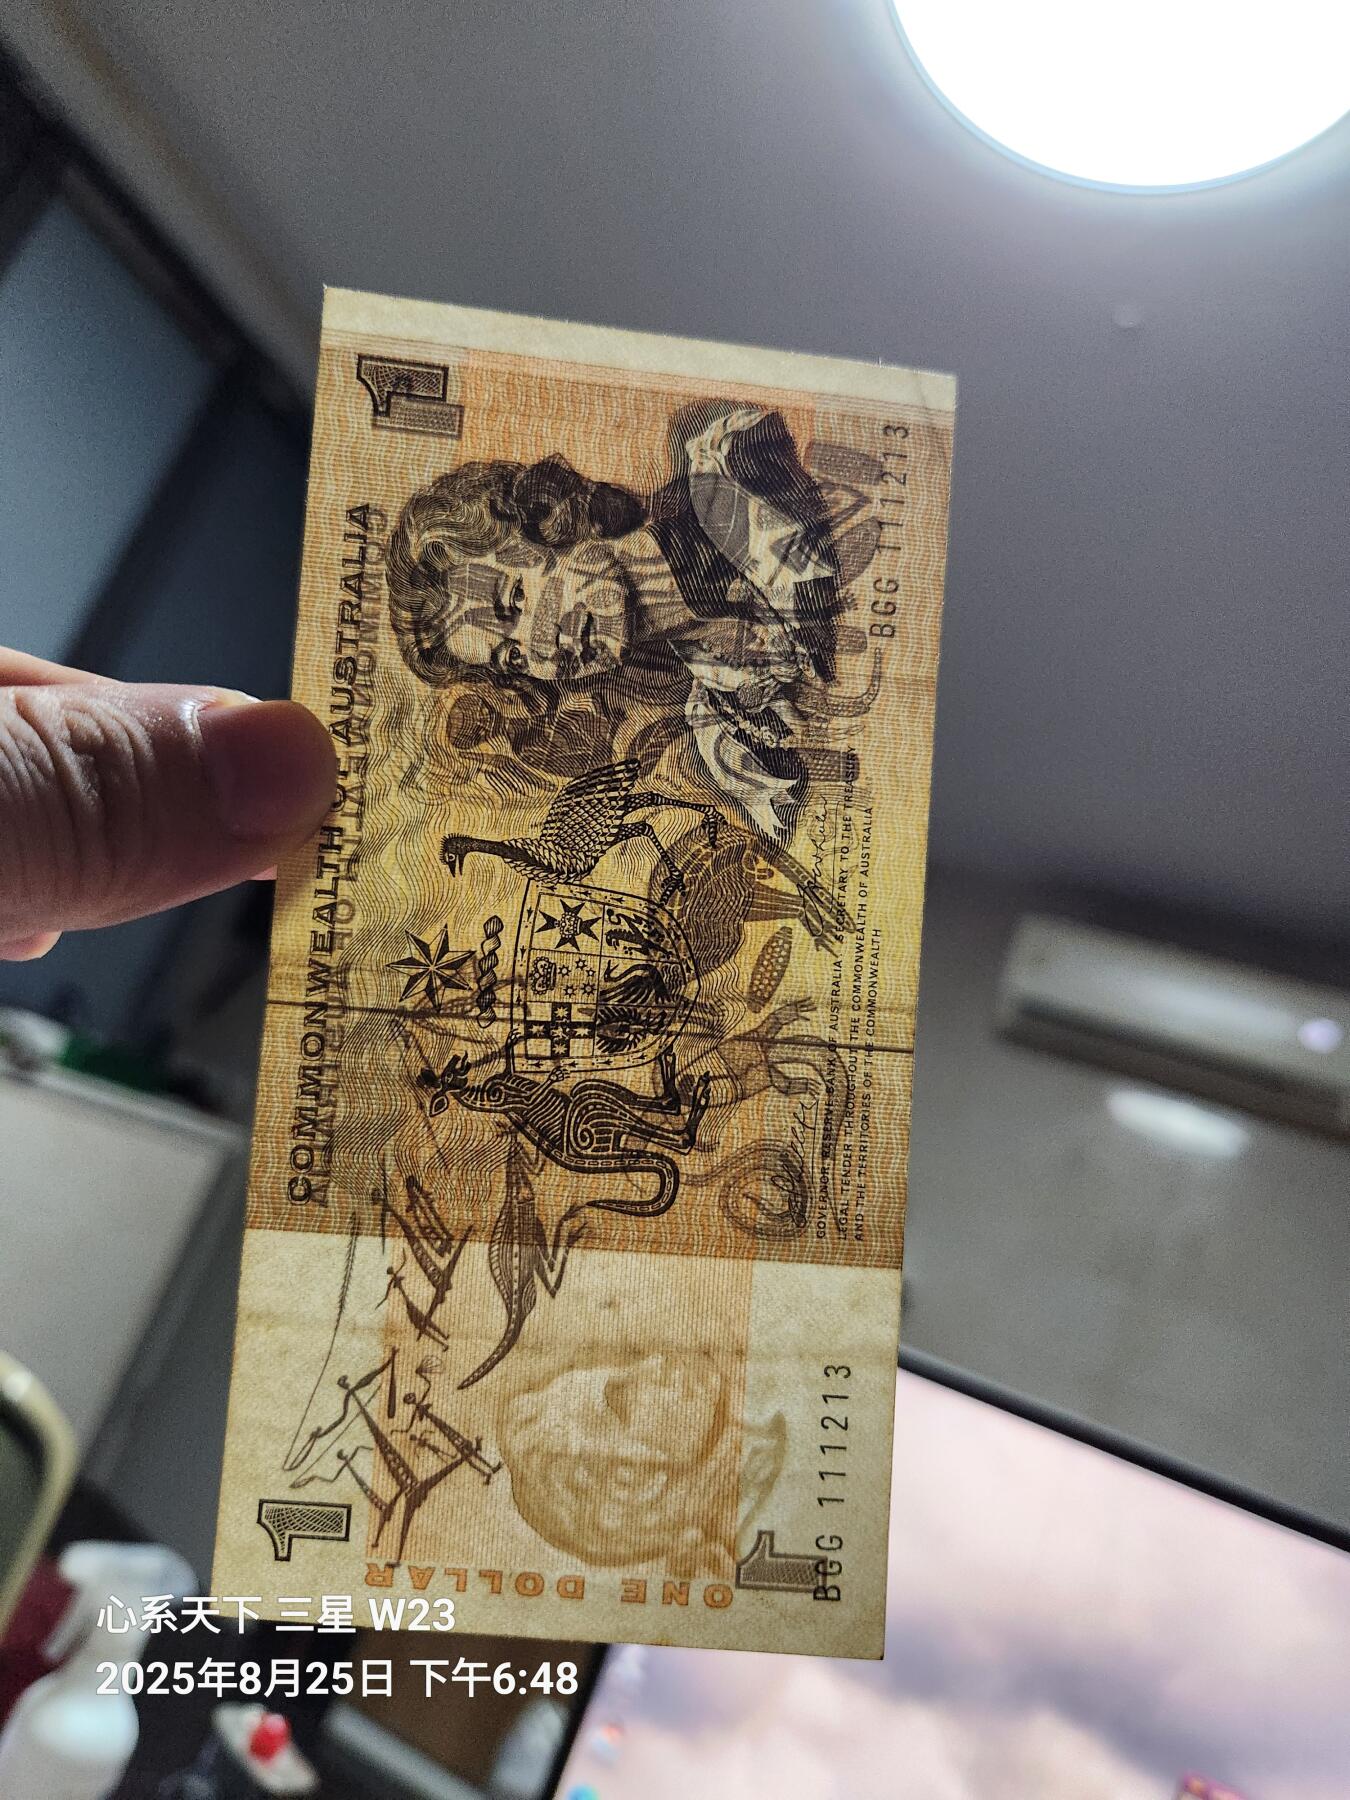 1
COMMONWEALTH OF AUSTRALIA
BGG 111213
GOVERNOR RESERVE BANK OF AUSTRALIA SECRETARY TO THE TREASURY
LEGAL TENDER THROUGHOUT THE COMMONWEALTH OF AUSTRALIA
AND THE TERRITORIES OF THE COMMONWEALTH
1
BGG 111213
1
ONE DOLLAR
心系天下 三星 W23
2025年8月25日 下午6:48